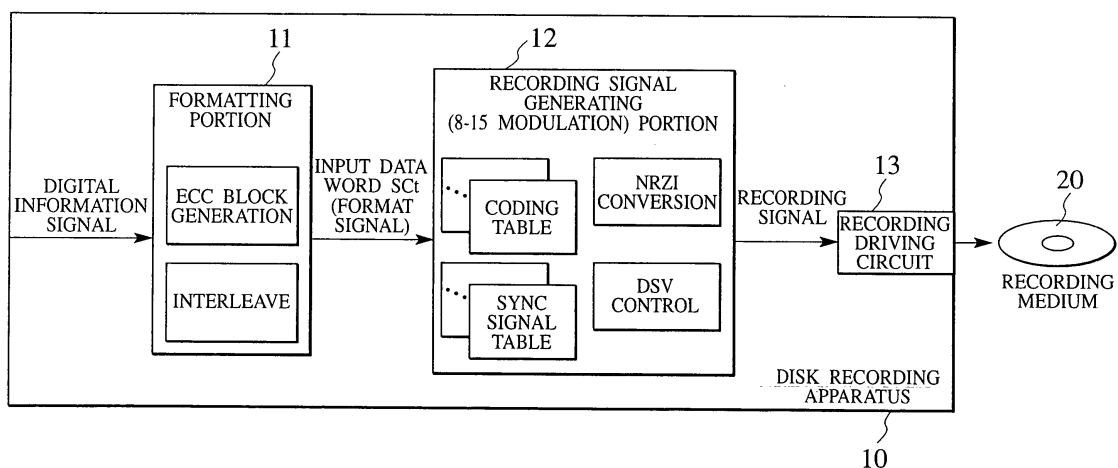 11
FORMATTING
PORTION
ECC BLOCK
GENERATION
INTERLEAVE
DIGITAL
INFORMATION
SIGNAL
INPUT DATA
WORD SCt
(FORMAT
SIGNAL)
12
RECORDING SIGNAL
GENERATING
(8-15 MODULATION) PORTION
CODING
TABLE
NRZI
CONVERSION
SYNC
SIGNAL
TABLE
DSV
CONTROL
RECORDING
SIGNAL
13
RECORDING
DRIVING
CIRCUIT
20
RECORDING
MEDIUM
DISK RECORDING
APPARATUS
10